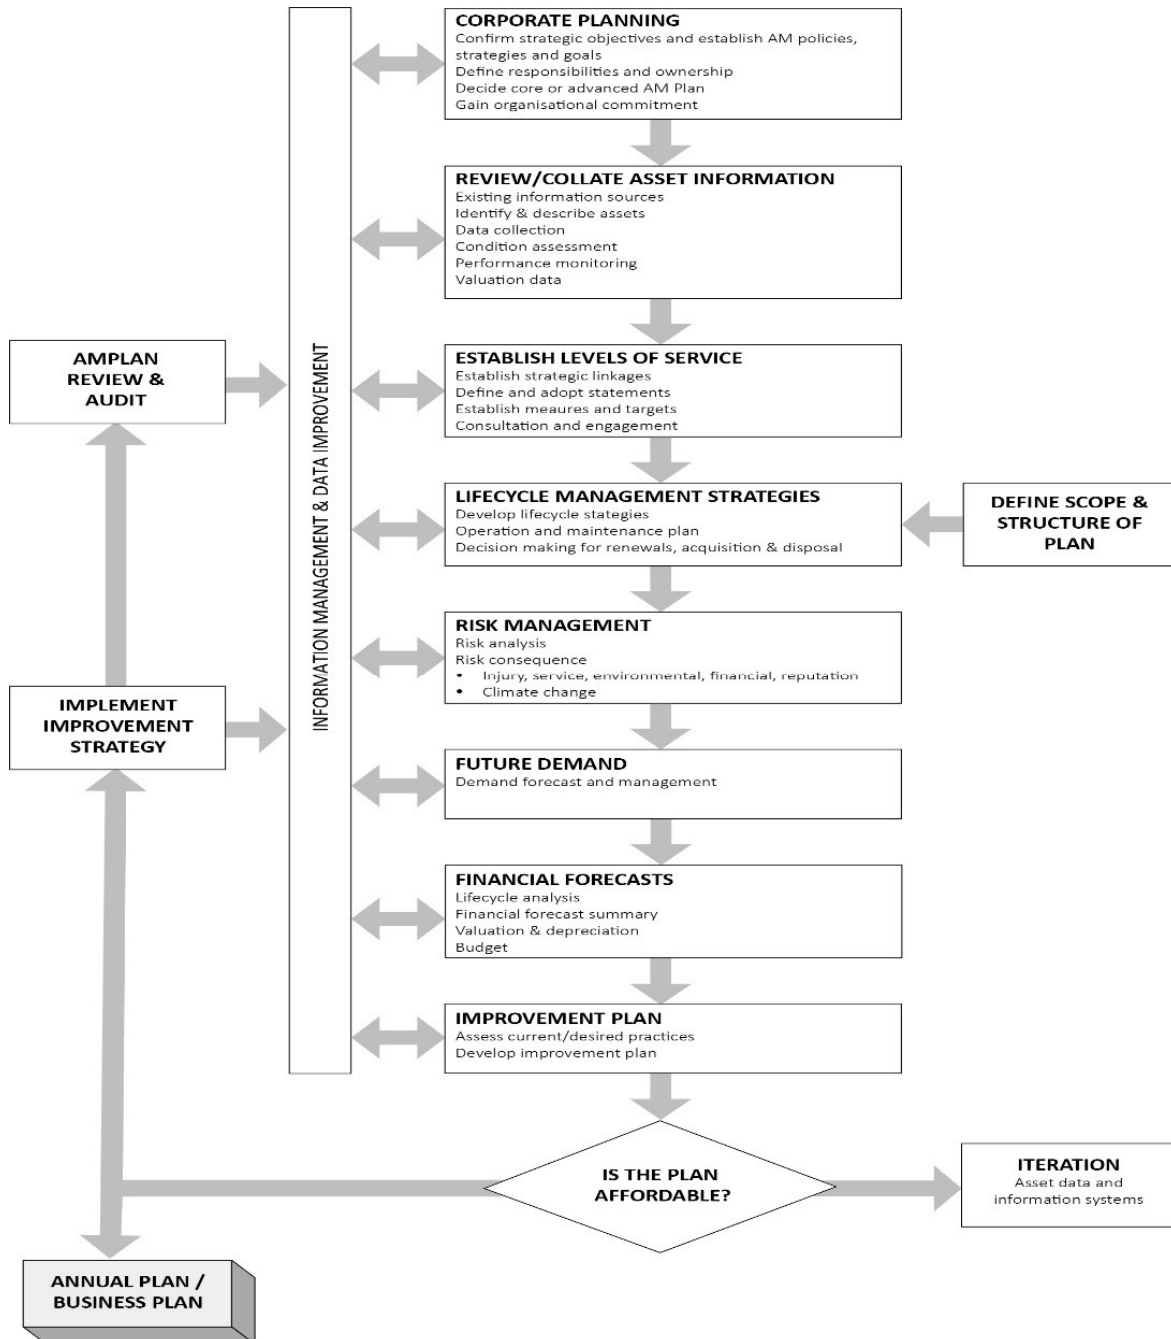 CORPORATE PLANNING
Confirm strategic objectives and establish AM policies,
strategies and goals
Define responsibilities and ownership
Decide core or advanced AM Plan
Gain organisational commitment
REVIEW/COLLATE ASSET INFORMATION
Existing information sources
Identify & describe assets
Data collection
Condition assessment
Performance monitoring
Valuation data
INFORMATION MANAGEMENT & DATA IMPROVEMENT
AMPLAN
REVIEW &
AUDIT
ESTABLISH LEVELS OF SERVICE
Establish strategic linkages
Define and adopt statements
Establish meaures and targets
Consultation and engagement
LIFECYCLE MANAGEMENT STRATEGIES
Develop lifecycle stategies
Operation and maintenance plan
Decision making for renewals, acquisition & disposal
DEFINE SCOPE &
STRUCTURE OF
PLAN
RISK MANAGEMENT
Risk analysis
Risk consequence
• Injury, service, environmental, financial, reputation
• Climate change
IMPLEMENT
IMPROVEMENT
STRATEGY
FUTURE DEMAND
Demand forecast and management
FINANCIAL FORECASTS
Lifecycle analysis
Financial forecast summary
Valuation & depreciation
Budget
IMPROVEMENT PLAN
Assess current/desired practices
Develop improvement plan
IS THE PLAN
AFFORDABLE?
ITERATION
Asset data and
information systems
ANNUAL PLAN /
BUSINESS PLAN